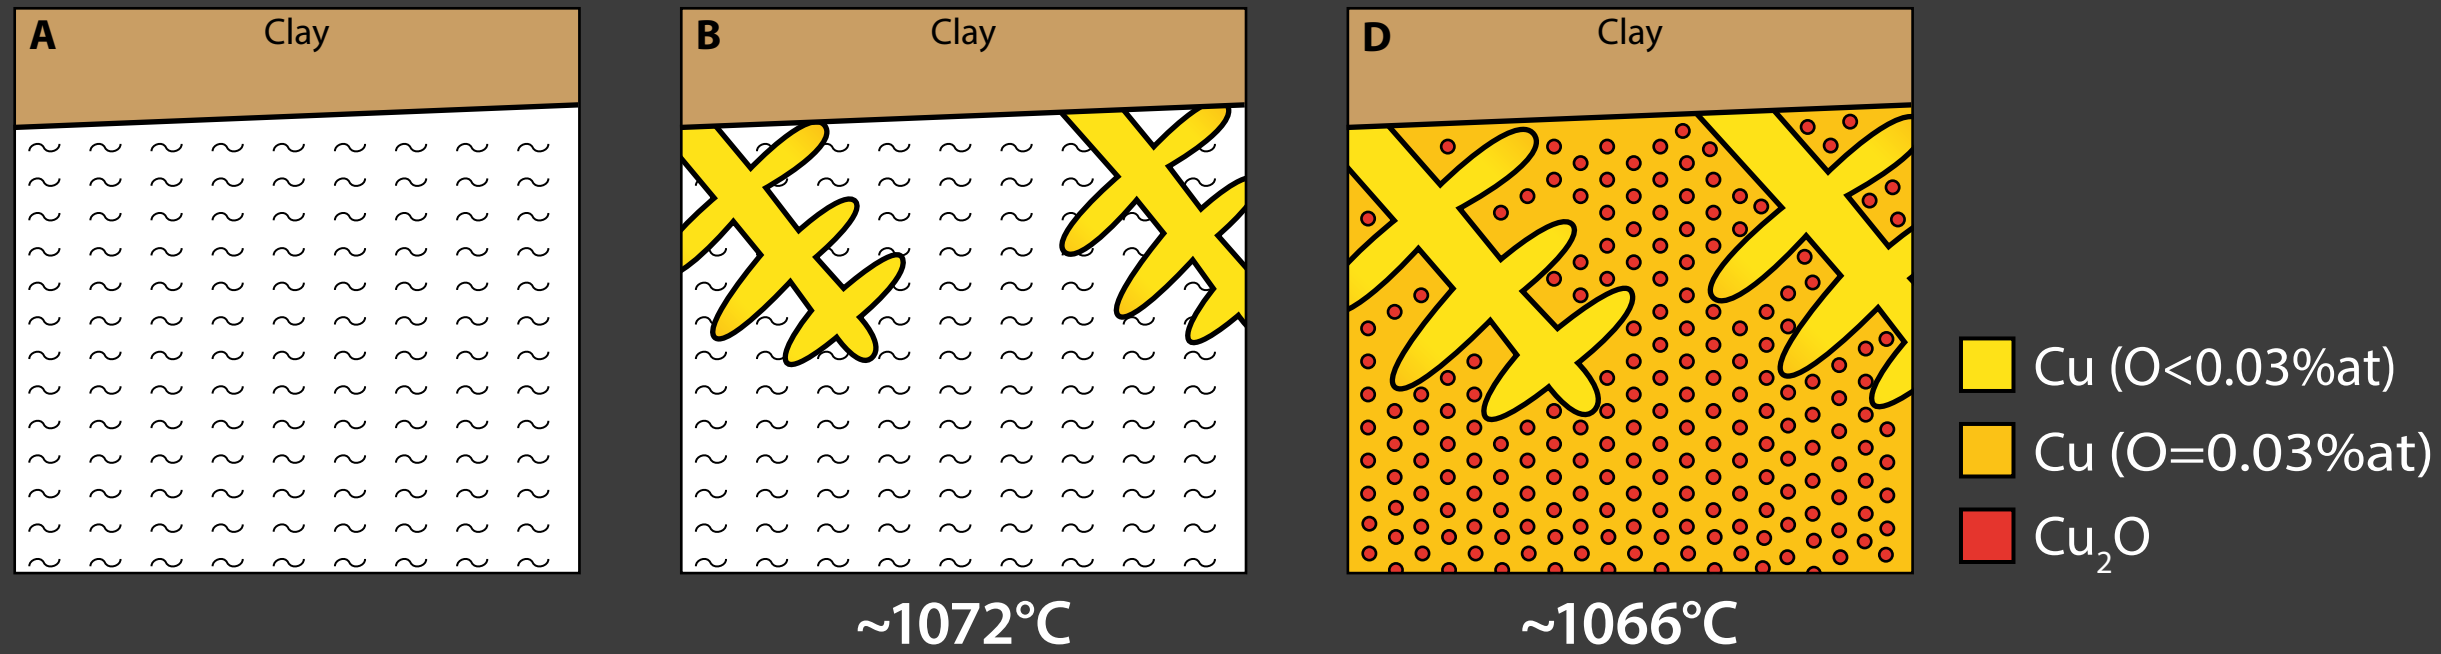 A
Clay
B
Clay
D
Clay
Cu (O<0.03%at)
Cu (O=0.03%at)
Cu₂O
~1072°C
~1066°C